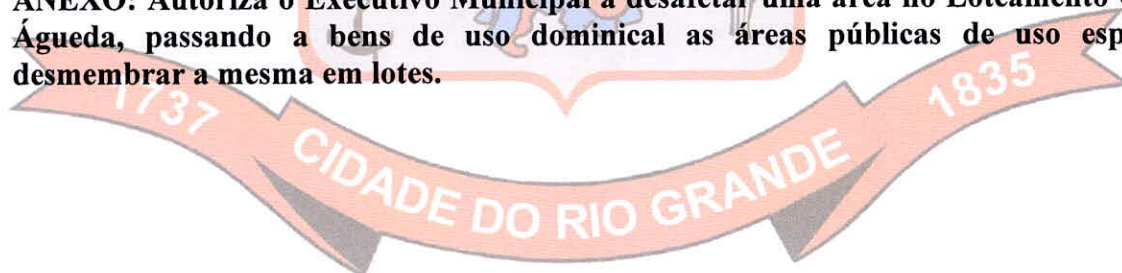 ANEXO: Autoriza o Executivo Municipal a desafetar uma área no Loteamento
Águeda, passando a bens de uso dominical as áreas públicas de uso esp
desmembrar a mesma em lotes.
1737 CIDADE DO RIO GRANDE 1835